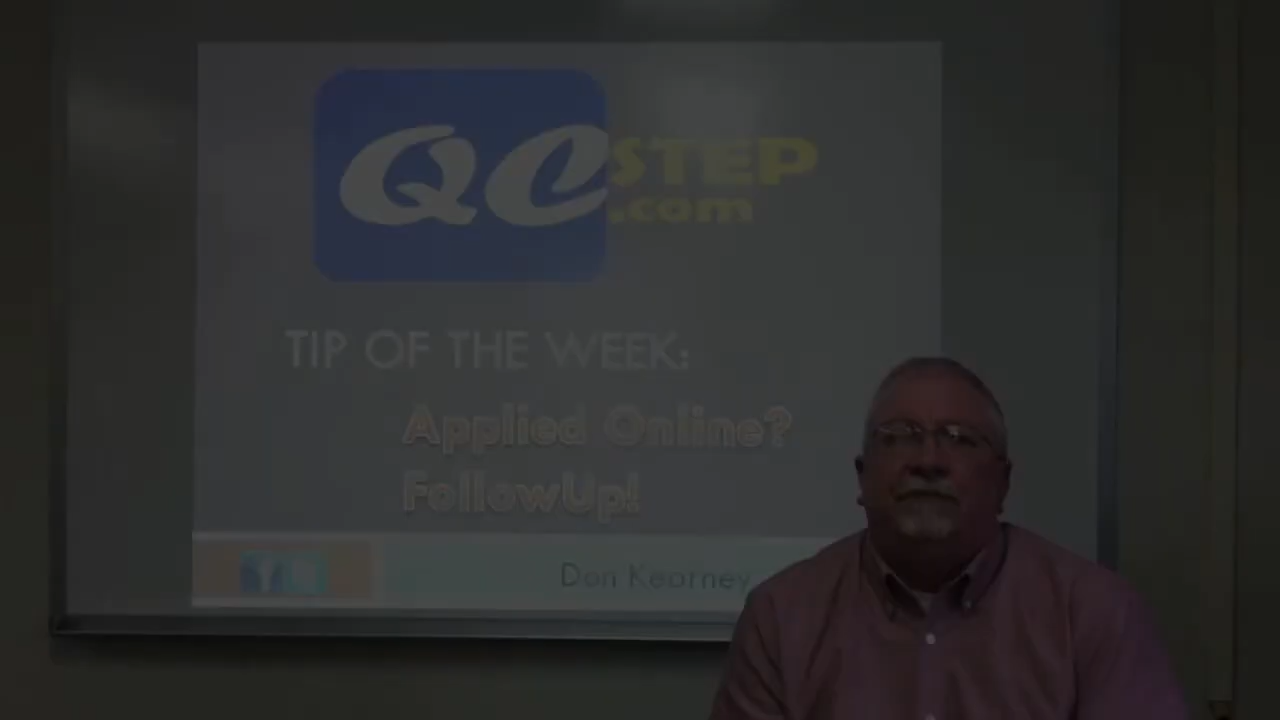 QC STEP
.com
TIP OF THE WEEK:
Applied Online?
FollowUp!
Don Kearney